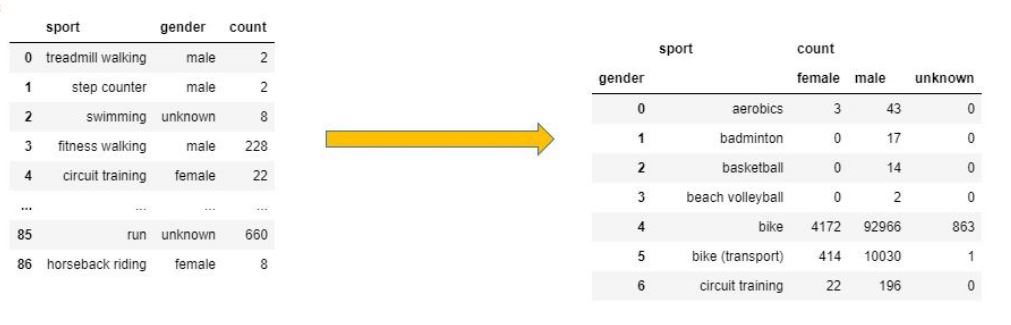 sport gender count
0 treadmill walking male 2
1 step counter male 2
2 swimming unknown 8
3 fitness walking male 228
4 circuit training female 22
... ... ... ...
85 run unknown 660
86 horseback riding female 8
sport count
gender female male unknown
0 aerobics 3 43 0
1 badminton 0 17 0
2 basketball 0 14 0
3 beach volleyball 0 2 0
4 bike 4172 92966 863
5 bike (transport) 414 10030 1
6 circuit training 22 196 0